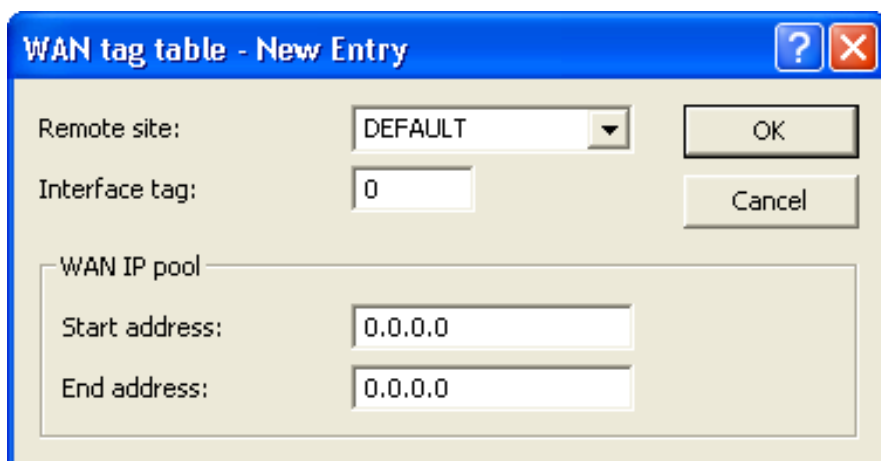 WAN tag table - New Entry
?
Remote site: DEFAULT OK
Interface tag: 0 Cancel
WAN IP pool
Start address: 0.0.0.0
End address: 0.0.0.0